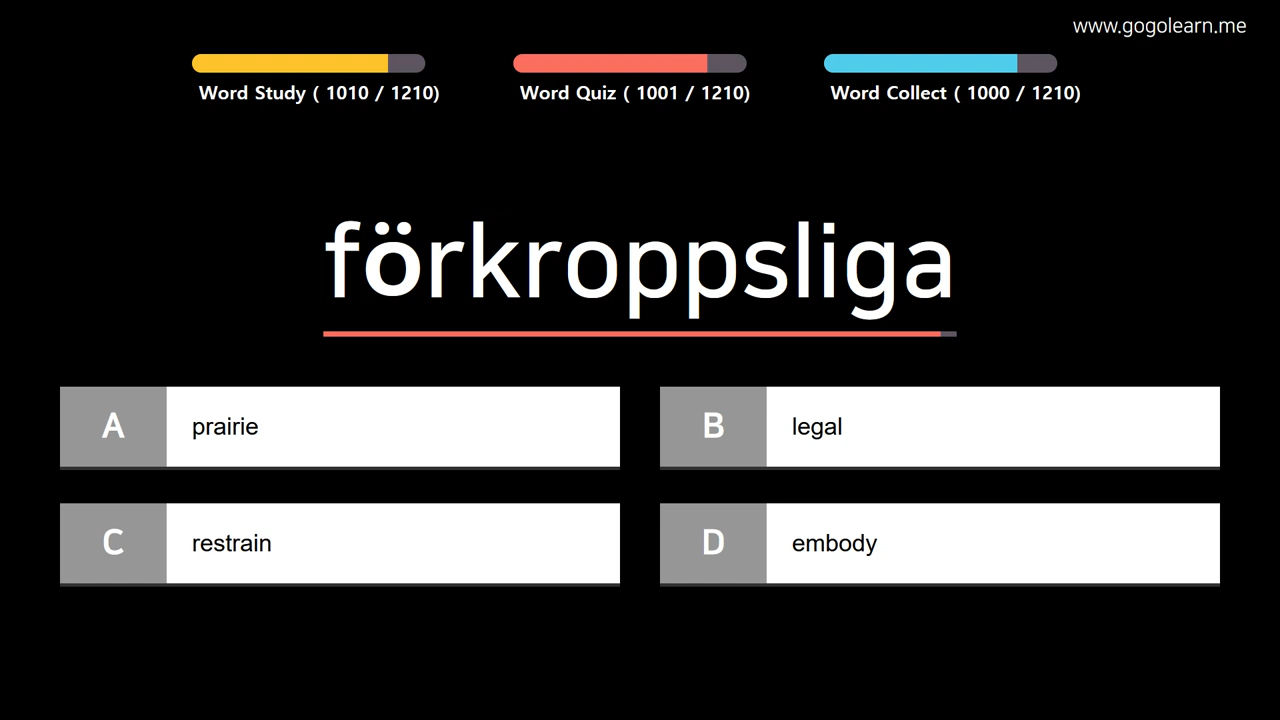 www.gogolearn.me
Word Study ( 1010 / 1210)
Word Quiz ( 1001 / 1210)
Word Collect ( 1000 / 1210)
förkroppsliga
A prairie
B legal
C restrain
D embody